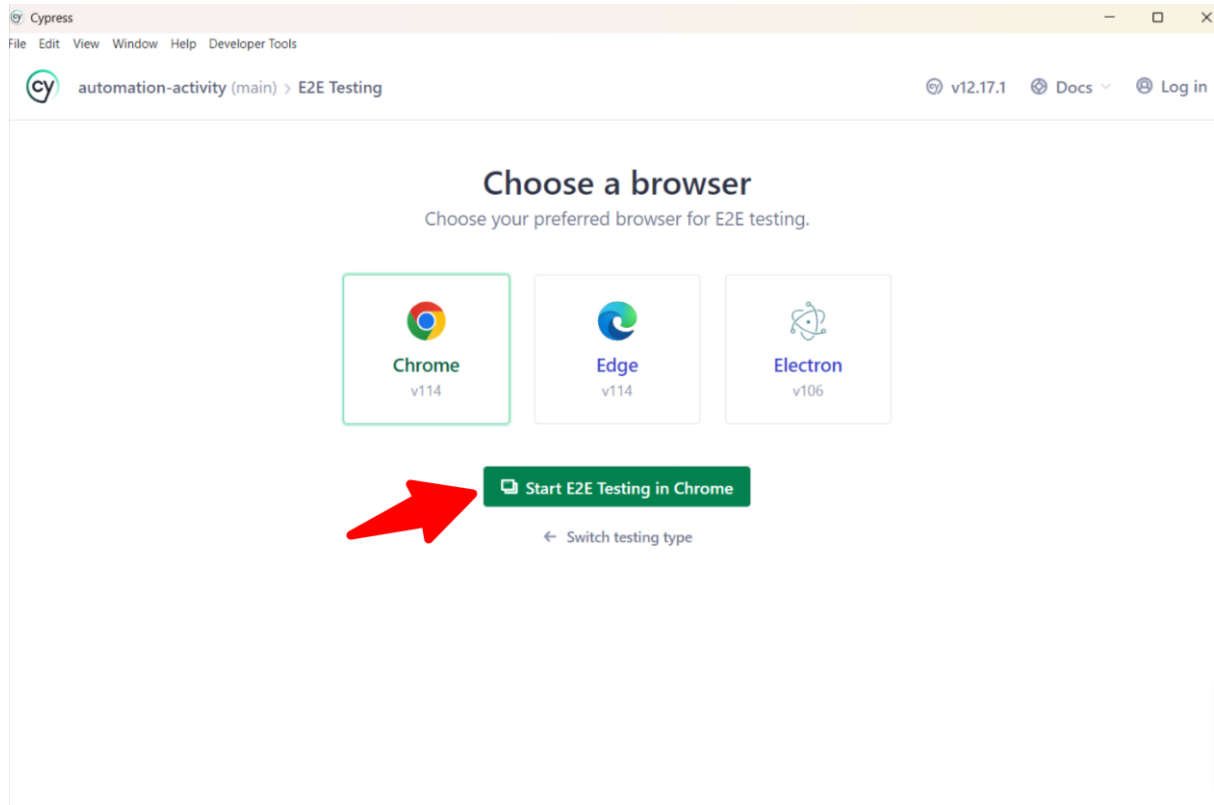 Cypress
File Edit View Window Help Developer Tools
cy automation-activity (main) > E2E Testing v12.17.1 Docs Log in
Choose a browser
Choose your preferred browser for E2E testing.
Chrome Edge Electron
v114 v114 v106
Start E2E Testing in Chrome
← Switch testing type